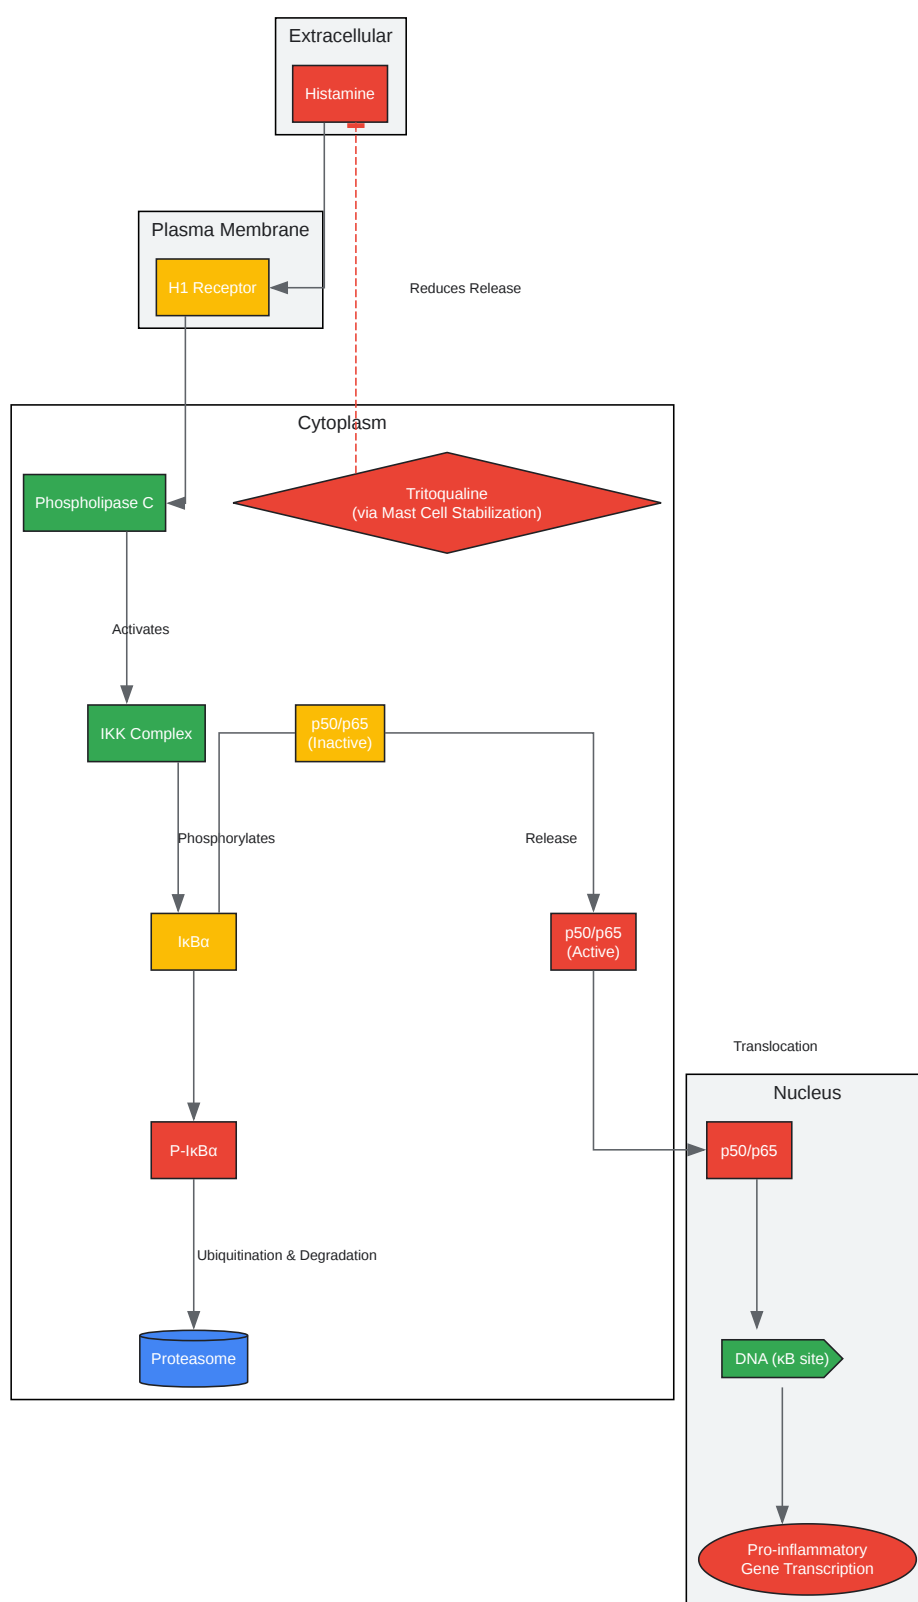 Extracellular
Histamine
Plasma Membrane
H1 Receptor
Reduces Release
Cytoplasm
Phospholipase C
Tritoqualine
(via Mast Cell Stabilization)
Activates
IKK Complex
p50/p65
(Inactive)
Phosphorylates
Release
IκBα
p50/p65
(Active)
Translocation
Nucleus
P-IκBα
p50/p65
Ubiquitination & Degradation
Proteasome
DNA (κB site)
Pro-inflammatory
Gene Transcription